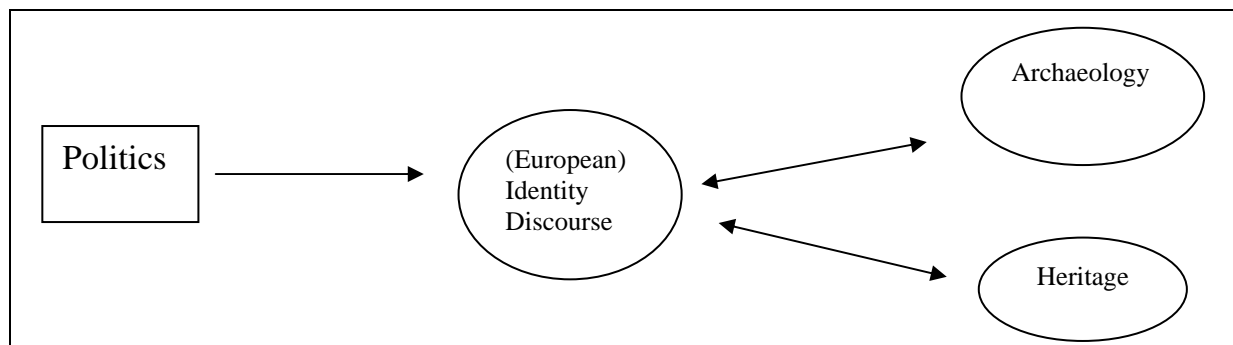 Politics
(European)
Identity
Discourse
Archaeology
Heritage